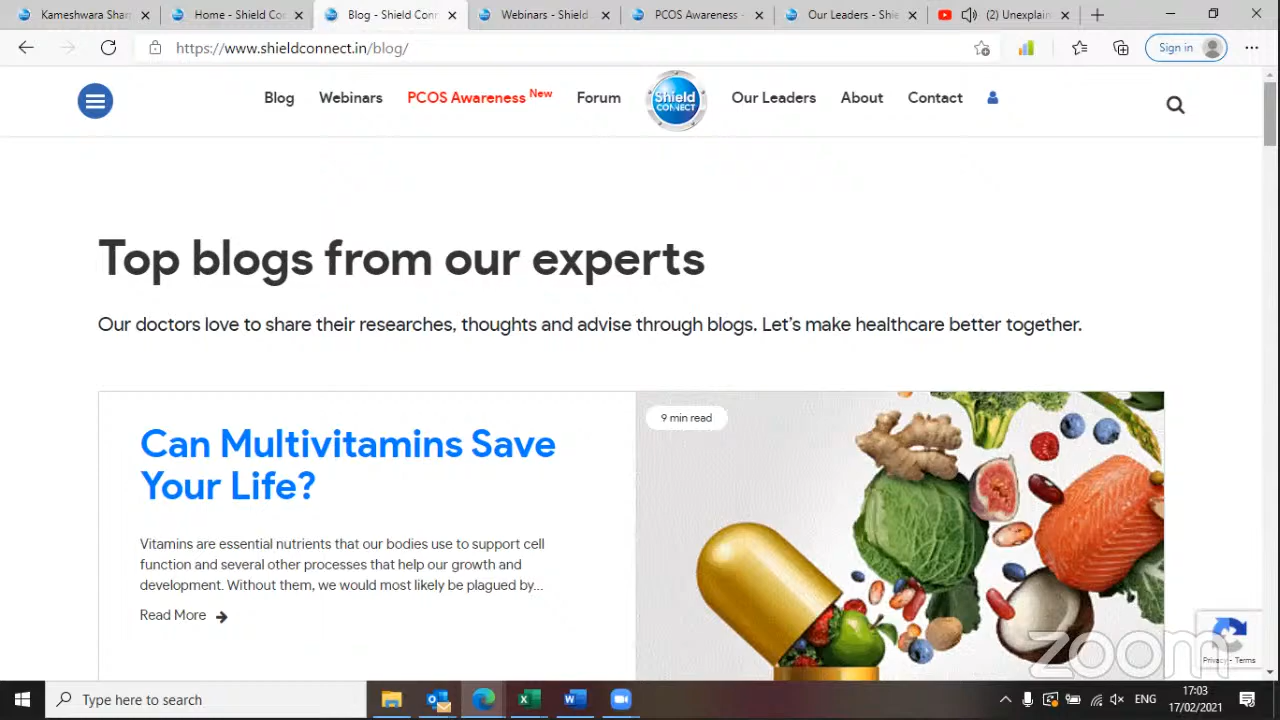 Kameshwara Shar
Home - Shield Co
Blog - Shield Conn
Webinars - Shield
PCOS Awareness -
Our Leaders - Shie
(2) Unexplain
https://www.shieldconnect.in/blog/
Sign in
Blog Webinars PCOS Awareness New Forum Shield CONNECT Our Leaders About Contact
Top blogs from our experts
Our doctors love to share their researches, thoughts and advise through blogs. Let's make healthcare better together.
9 min read
Can Multivitamins Save
Your Life?
Vitamins are essential nutrients that our bodies use to support cell
function and several other processes that help our growth and
development. Without them, we would most likely be plagued by...
Read More
zoom
Privacy - Terms
Type here to search
ENG
17:03
17/02/2021